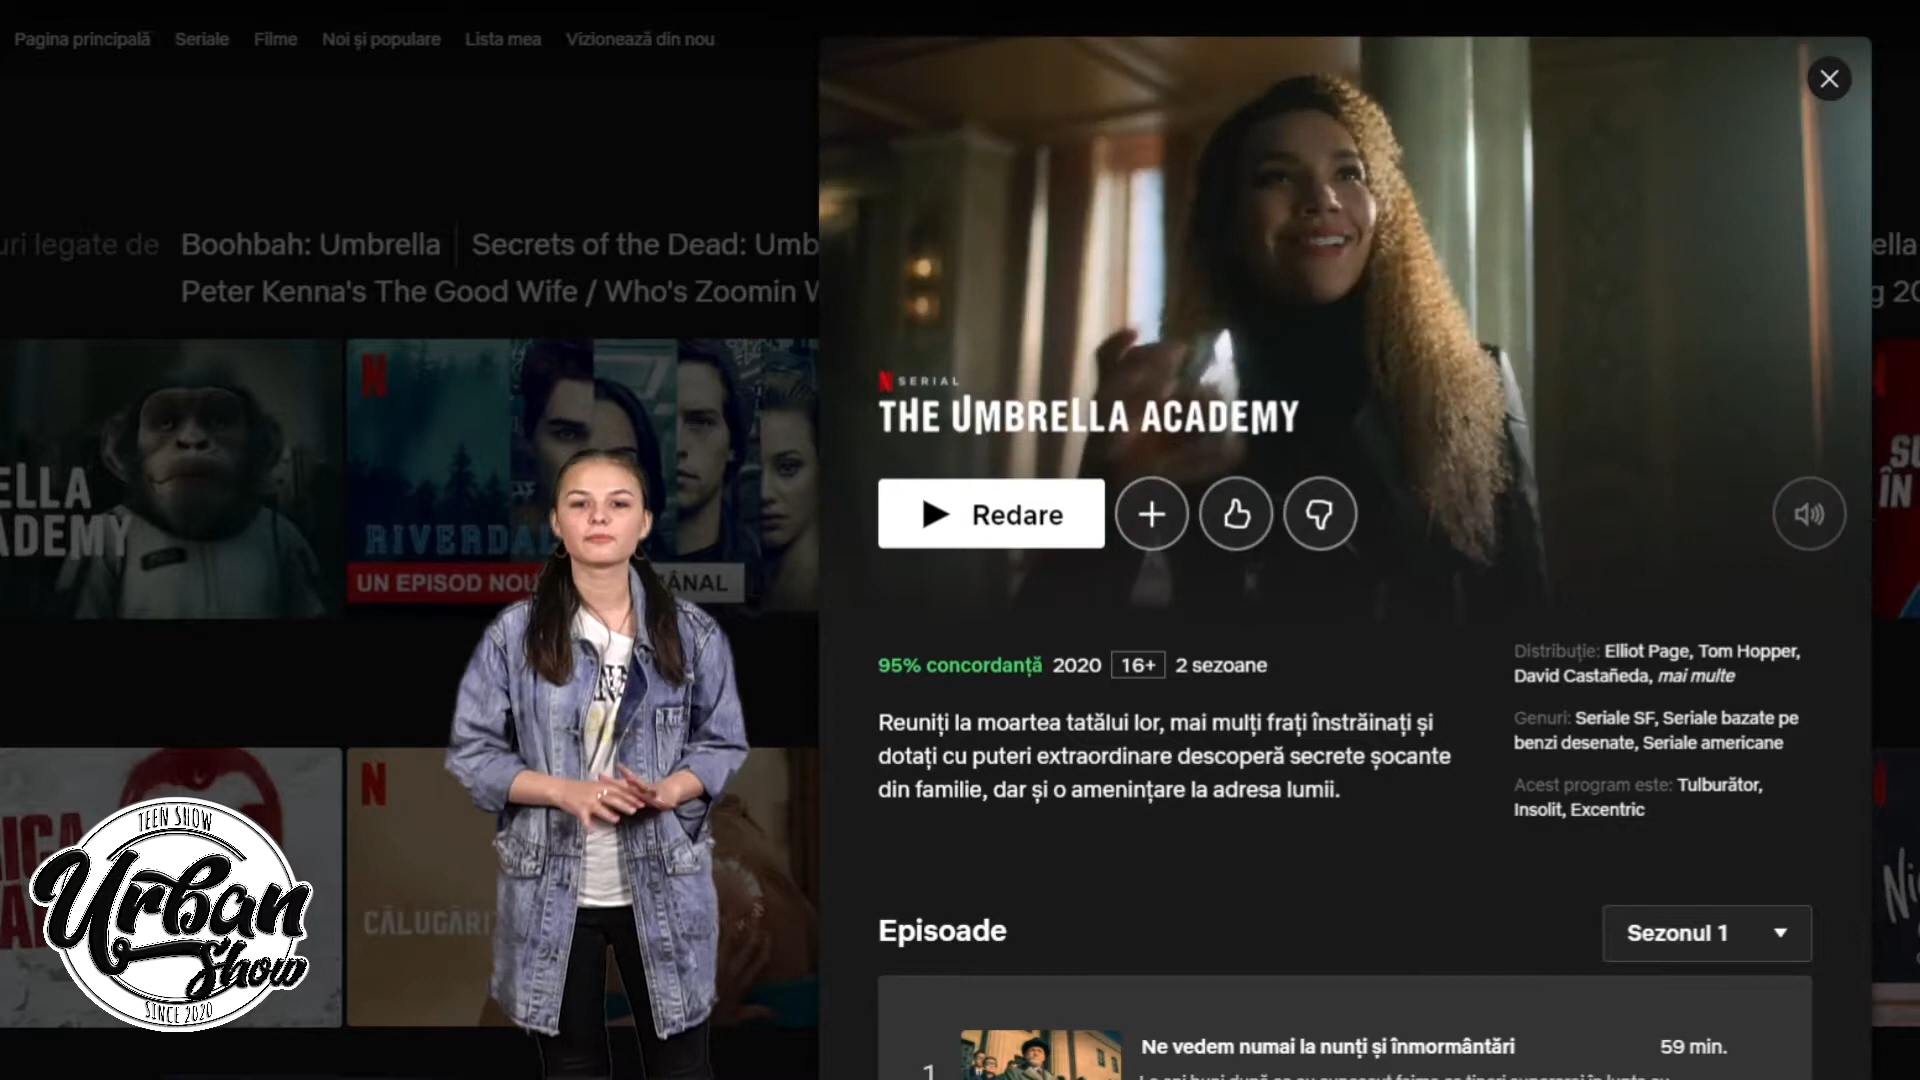 Pagina principală Seriale Filme Noi și populare Lista mea Vizionează din nou
legate de Boohbah: Umbrella Secrets of the Dead:
Peter Kenna's The Good Wife / Who's Zoomin
N SERIAL
THE UMBRELLA ACADEMY
Redare
ELLA
ADEMY
N
RIVERDA
UN EPISOD NOU
95% concordanță 2020 16+ 2 sezoane
Reuniți la moartea tatălui lor, mai mulți frați înstrăinați și
dotați cu puteri extraordinare descoperă secrete șocante
din familie, dar și o amenințare la adresa lumii.
Distribuție: Elliot Page, Tom Hopper,
David Castañeda, mai multe
Genuri: Seriale SF, Seriale bazate pe
benzi desenate, Seriale americane
Acest program este: Tulburător,
Insolit, Excentric
N
CĂLUGĂRI
Episoade
Sezonul 1
1
Ne vedem numai la nunți și înmormântări
59 min.
TEEN SHOW
Urban
Show
SINCE 2020